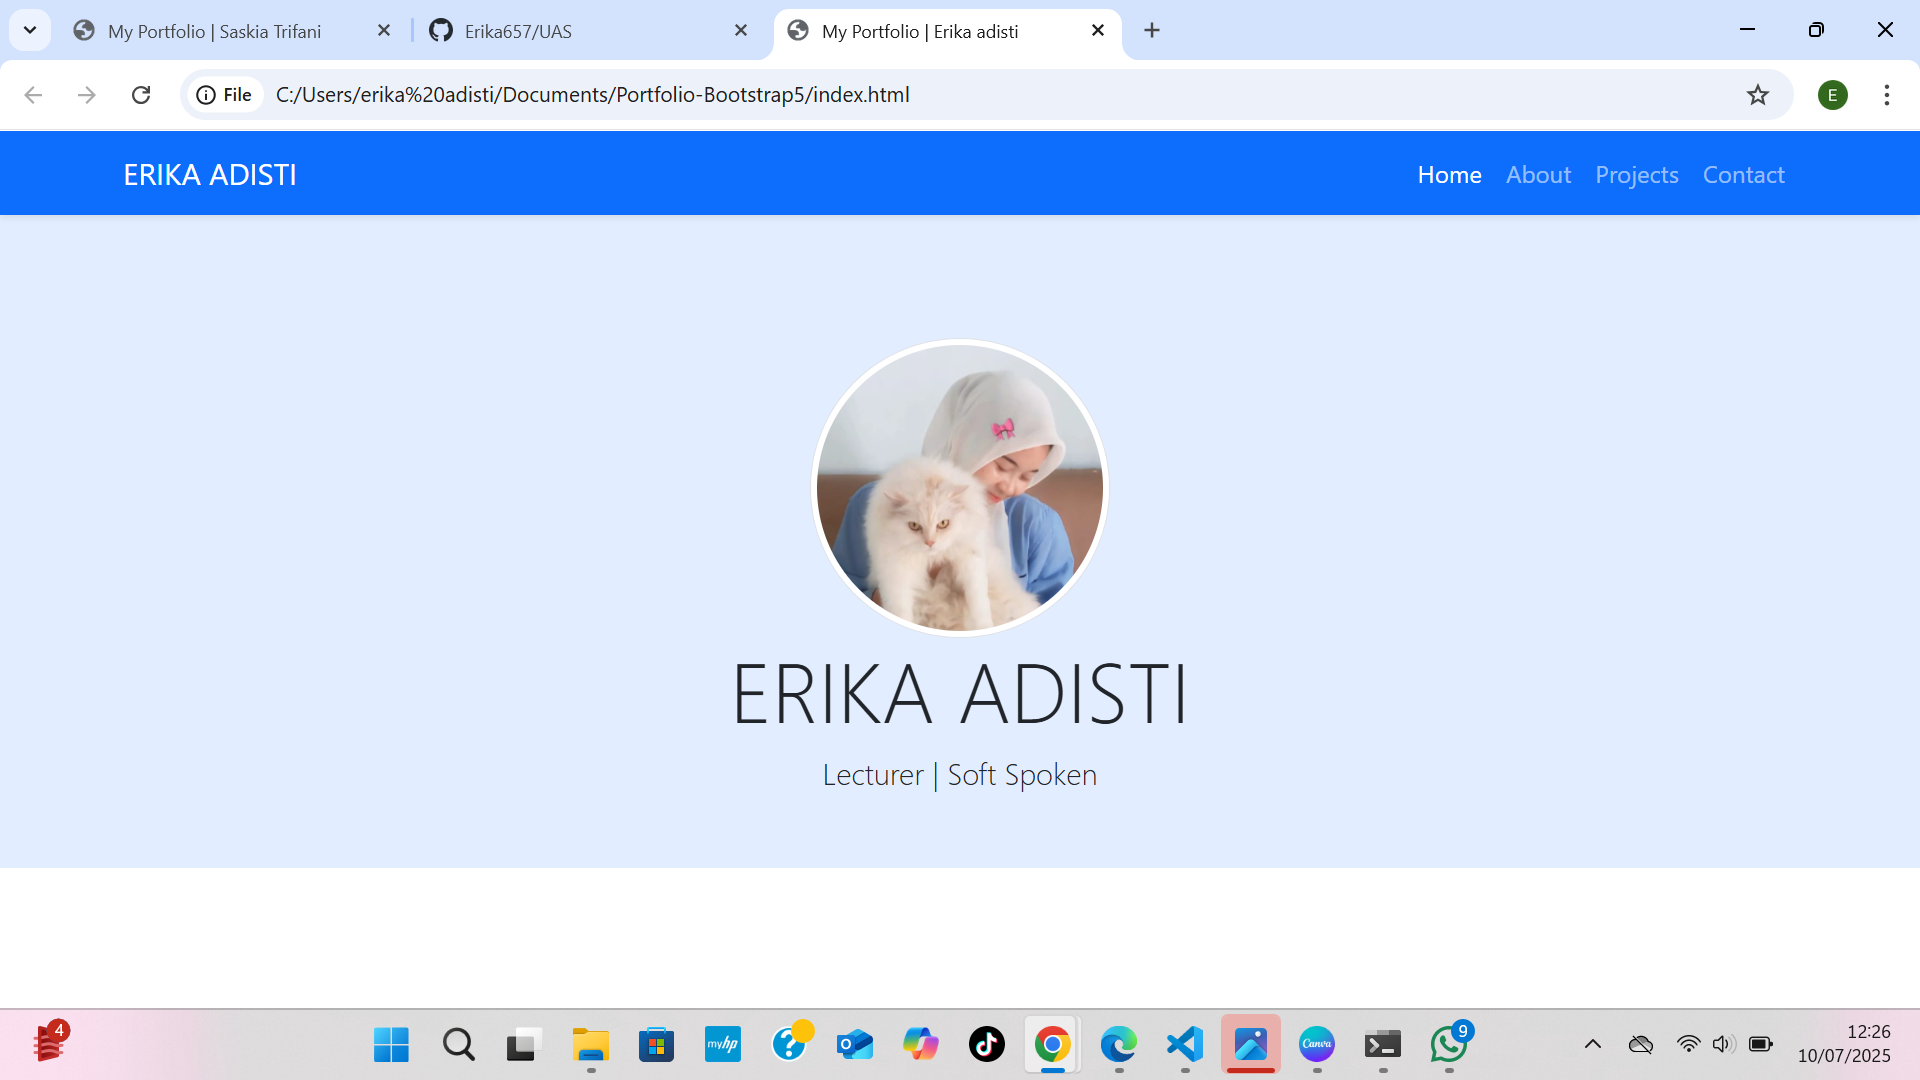 My Portfolio | Saskia Trifani
Erika657/UAS
My Portfolio | Erika adisti
File
C:/Users/erika%20adisti/Documents/Portfolio-Bootstrap5/index.html
E
ERIKA ADISTI
Home
About
Projects
Contact
ERIKA ADISTI
Lecturer | Soft Spoken
4
myhp
O
Canva
9
12:26
10/07/2025